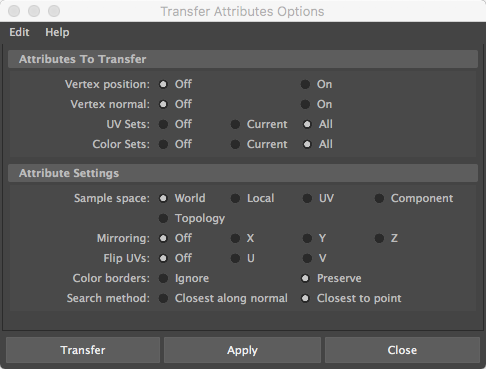 Transfer Attributes Options
Edit Help
Attributes To Transfer
Vertex position: Off On
Vertex normal: Off On
UV Sets: Off Current All
Color Sets: Off Current All
Attribute Settings
Sample space: World Local UV Component
Topology
Mirroring: Off X Y Z
Flip UVs: Off U V
Color borders: Ignore Preserve
Search method: Closest along normal Closest to point
Transfer Apply Close